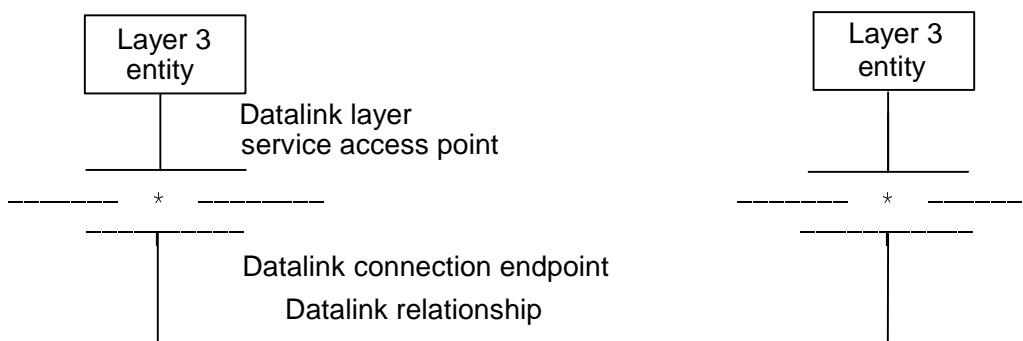 Layer 3
entity
Layer 3
entity
Datalink layer
service access point
*
*
Datalink connection endpoint
Datalink relationship